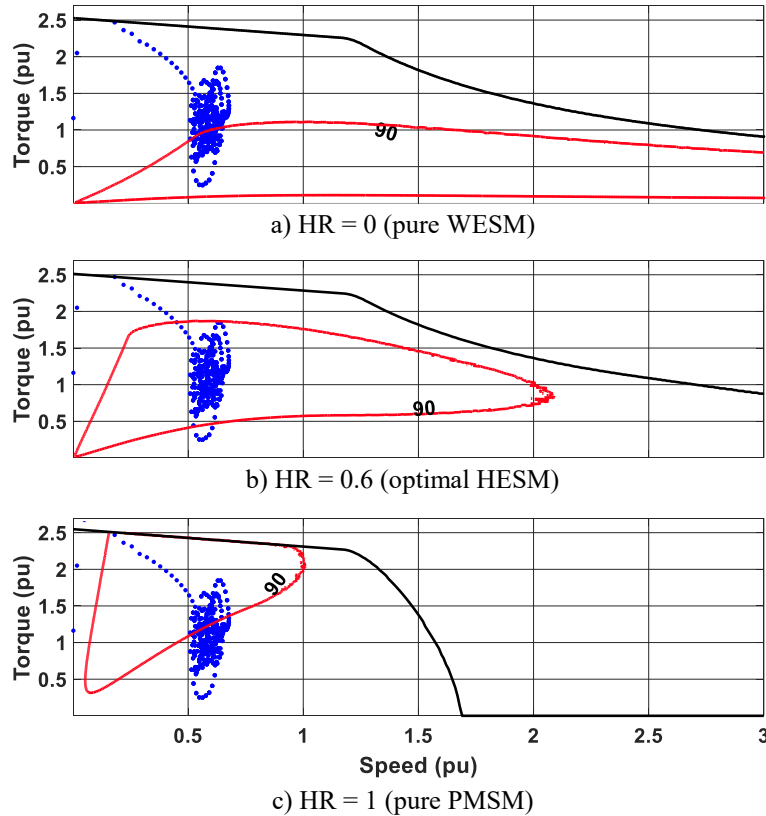 2.5
2
1.5
1
0.5
Torque (pu)
90
a) HR = 0 (pure WESM)
2.5
2
1.5
1
0.5
Torque (pu)
90
b) HR = 0.6 (optimal HESM)
2.5
2
1.5
1
0.5
Torque (pu)
90
0.5 1 1.5 2 2.5 3
Speed (pu)
c) HR = 1 (pure PMSM)